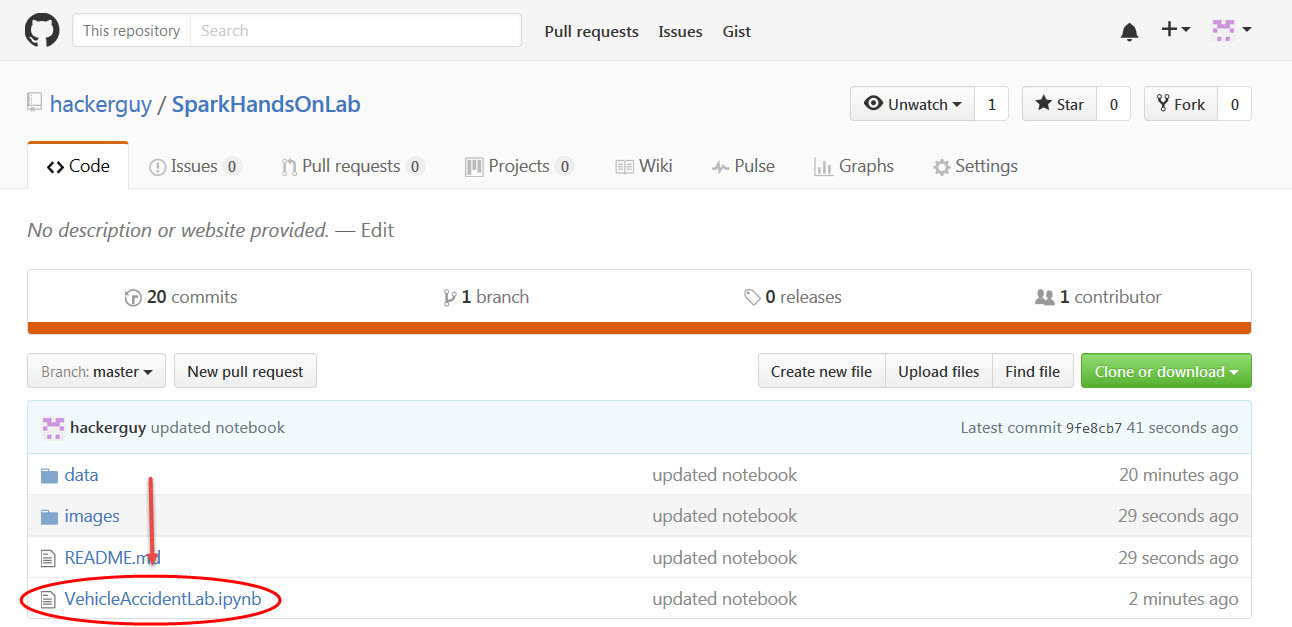 This repository Search Pull requests Issues Gist
hackerguy / SparkHandsOnLab Unwatch 1 Star 0 Fork 0
Code Issues 0 Pull requests 0 Projects 0 Wiki Pulse Graphs Settings
No description or website provided. — Edit
20 commits 1 branch 0 releases 1 contributor
Branch: master New pull request Create new file Upload files Find file Clone or download
hackerguy updated notebook Latest commit 9fe8cb7 41 seconds ago
data updated notebook 20 minutes ago
images updated notebook 29 seconds ago
README.md updated notebook 29 seconds ago
VehicleAccidentLab.ipynb updated notebook 2 minutes ago